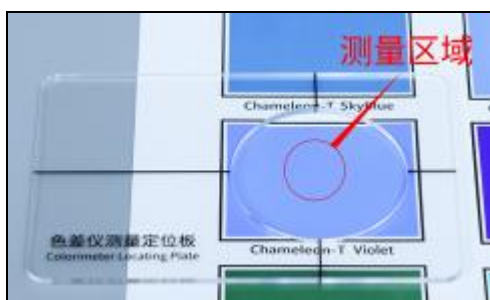 测量区域
Chameleon-T SkyBlue
色差仪测量定位板
Colorimeter Locating Plate
Chameleon-T Violet